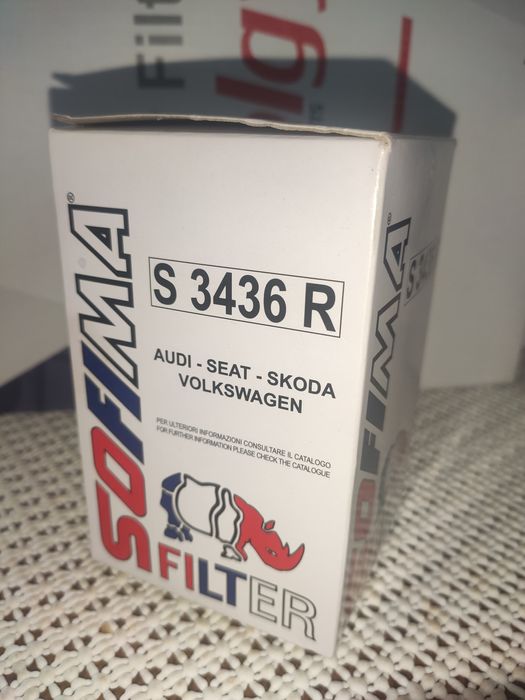 Filt
SOFIMA®
S 3436 R
AUDI - SEAT - SKODA
VOLKSWAGEN
PER ULTERIORI INFORMAZIONI CONSULTARE IL CATALOGO
FOR FURTHER INFORMATION PLEASE CHECK THE CATALOGUE
FILTER
SOFIMA®